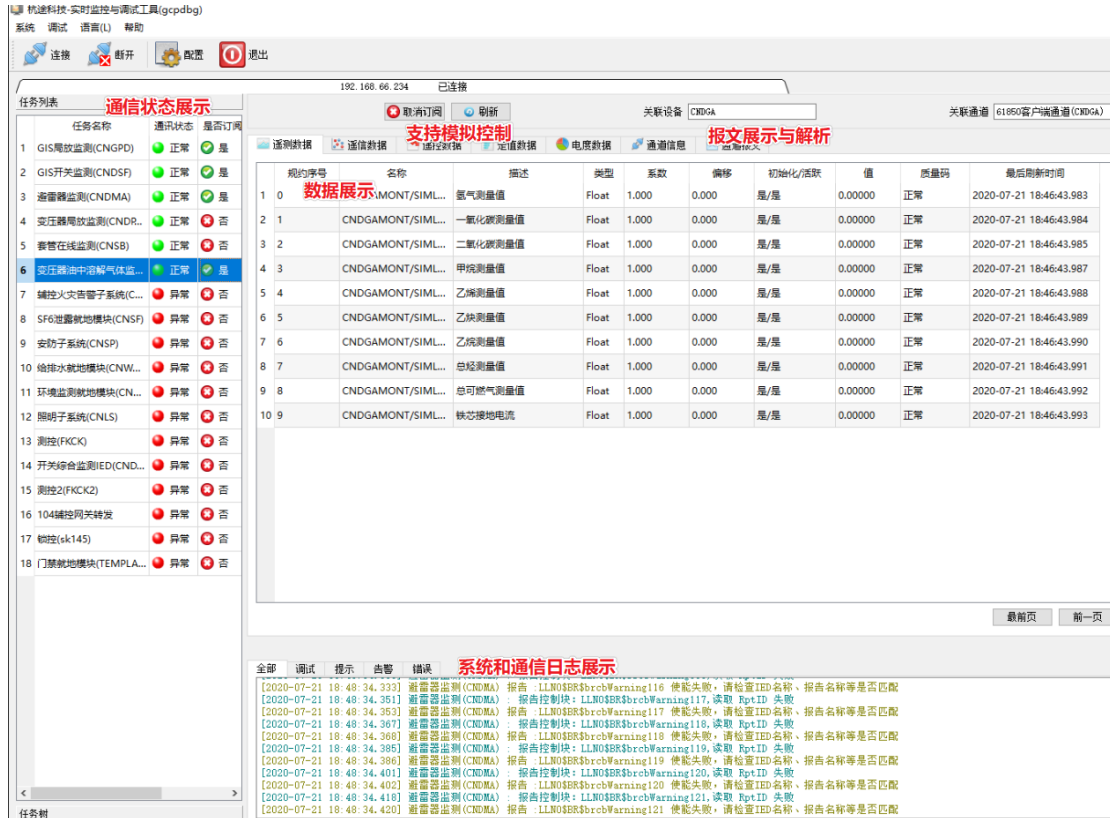 杭途科技-实时监控与调试工具(gcpdbg)
系统 调试 语言(L) 帮助
连接 断开 配置 退出
192.168.66.234 已连接
任务列表
通信状态展示
取消订阅 刷新 关联设备 CNDGA 关联通道 61850客户端通道(CNDGA)
支持模拟控制
报文展示与解析
任务名称 通讯状态 是否订阅
遥测数据 遥信数据 遥控数据 定值数据 电度数据 通道信息 通道报文
规约序号 名称 描述 类型 系数 偏移 初始化/活跃 值 质量码 最后刷新时间
数据展示
1 GIS局放监测(CNGPD) 正常 是
2 GIS开关监测(CNDSF) 正常 是
3 避雷器监测(CNDMA) 正常 是
4 变压器局放监测(CNDP... 正常 否
5 套管在线监测(CNSB) 正常 否
6 变压器油中溶解气体监... 正常 是
7 辅控火灾告警子系统(C... 异常 否
8 SF6泄露就地模块(CNSF) 异常 否
9 安防子系统(CNSP) 异常 否
10 给排水就地模块(CNW... 异常 否
11 环境监测就地模块(CN... 异常 否
12 照明子系统(CNLS) 异常 否
13 测控(FKCK) 异常 否
14 开关综合监测IED(CND... 异常 否
15 测控2(FKCK2) 异常 否
16 104辅控网关转发 异常 否
17 锁控(sk145) 异常 否
18 门禁就地模块(TEMPLA... 异常 否
1 0 AMONT/SIML... 氢气测量值 Float 1.000 0.000 是/是 0.00000 正常 2020-07-21 18:46:43.983
2 1 CNDGAMONT/SIML... 一氧化碳测量值 Float 1.000 0.000 是/是 0.00000 正常 2020-07-21 18:46:43.984
3 2 CNDGAMONT/SIML... 二氧化碳测量值 Float 1.000 0.000 是/是 0.00000 正常 2020-07-21 18:46:43.985
4 3 CNDGAMONT/SIML... 甲烷测量值 Float 1.000 0.000 是/是 0.00000 正常 2020-07-21 18:46:43.987
5 4 CNDGAMONT/SIML... 乙烯测量值 Float 1.000 0.000 是/是 0.00000 正常 2020-07-21 18:46:43.988
6 5 CNDGAMONT/SIML... 乙炔测量值 Float 1.000 0.000 是/是 0.00000 正常 2020-07-21 18:46:43.989
7 6 CNDGAMONT/SIML... 乙烷测量值 Float 1.000 0.000 是/是 0.00000 正常 2020-07-21 18:46:43.990
8 7 CNDGAMONT/SIML... 总烃测量值 Float 1.000 0.000 是/是 0.00000 正常 2020-07-21 18:46:43.991
9 8 CNDGAMONT/SIML... 总可燃气测量值 Float 1.000 0.000 是/是 0.00000 正常 2020-07-21 18:46:43.992
10 9 CNDGAMONT/SIML... 铁芯接地电流 Float 1.000 0.000 是/是 0.00000 正常 2020-07-21 18:46:43.993
最前页 前一页
全部 调试 提示 告警 错误
系统和通信日志展示
[2020-07-21 18:48:34.333] 避雷器监测(CNDMA) 报告 :LLN0$BR$brcbWarning116 使能失败，请检查IED名称、报告名称等是否匹配
[2020-07-21 18:48:34.351] 避雷器监测(CNDMA) : 报告控制块: LLN0$BR$brcbWarning117,读取 RptID 失败
[2020-07-21 18:48:34.353] 避雷器监测(CNDMA) 报告 :LLN0$BR$brcbWarning117 使能失败，请检查IED名称、报告名称等是否匹配
[2020-07-21 18:48:34.367] 避雷器监测(CNDMA) : 报告控制块: LLN0$BR$brcbWarning118,读取 RptID 失败
[2020-07-21 18:48:34.368] 避雷器监测(CNDMA) 报告 :LLN0$BR$brcbWarning118 使能失败，请检查IED名称、报告名称等是否匹配
[2020-07-21 18:48:34.385] 避雷器监测(CNDMA) : 报告控制块: LLN0$BR$brcbWarning119,读取 RptID 失败
[2020-07-21 18:48:34.386] 避雷器监测(CNDMA) 报告 :LLN0$BR$brcbWarning119 使能失败，请检查IED名称、报告名称等是否匹配
[2020-07-21 18:48:34.401] 避雷器监测(CNDMA) : 报告控制块: LLN0$BR$brcbWarning120,读取 RptID 失败
[2020-07-21 18:48:34.402] 避雷器监测(CNDMA) 报告 :LLN0$BR$brcbWarning120 使能失败，请检查IED名称、报告名称等是否匹配
[2020-07-21 18:48:34.418] 避雷器监测(CNDMA) : 报告控制块: LLN0$BR$brcbWarning121,读取 RptID 失败
[2020-07-21 18:48:34.420] 避雷器监测(CNDMA) 报告 :LLN0$BR$brcbWarning121 使能失败，请检查IED名称、报告名称等是否匹配
任务树